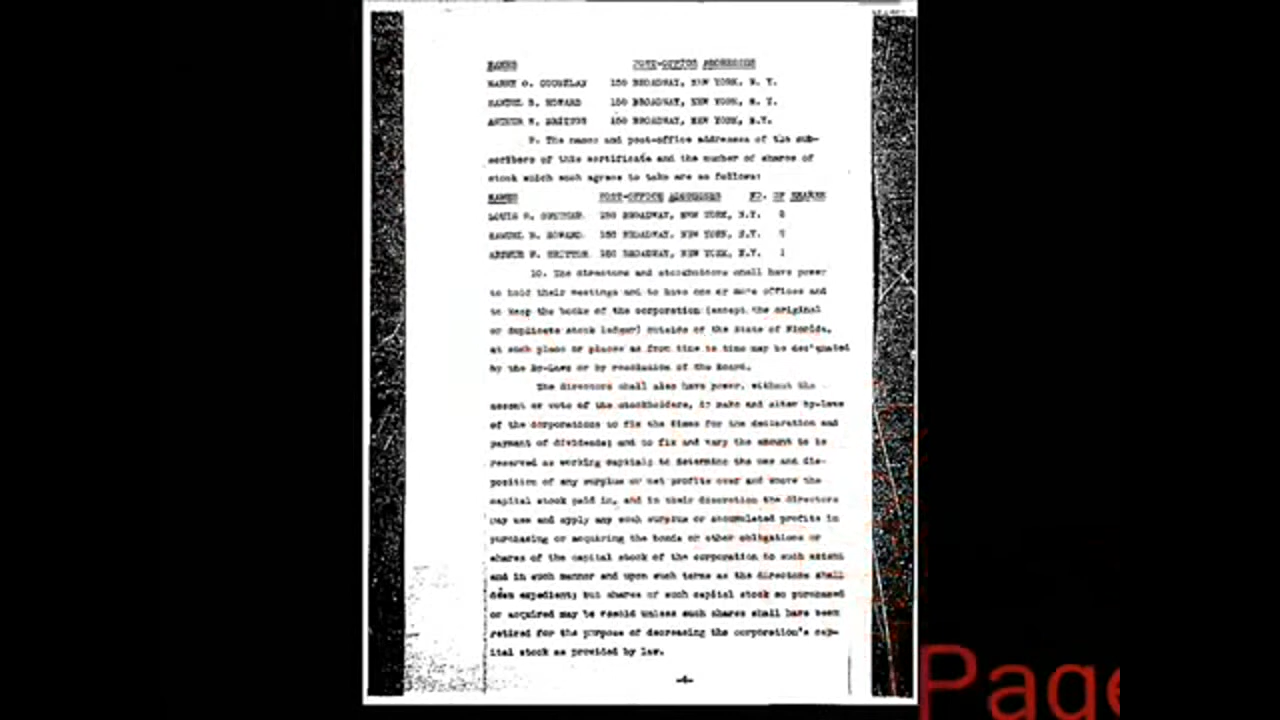 NAMES POST-OFFICE ADDRESSES
HARRY O. 150 BROADWAY, NEW YORK, N. Y.
SAMUEL B. HOWARD 150 BROADWAY, NEW YORK, N. Y.
ARTHUR W. BRITTON 150 BROADWAY, NEW YORK, N.Y.
9. The names and post-office addresses of the sub-
scribers of this certificate and the number of shares of
stock which each agrees to take are as follows:
NAMES POST-OFFICE ADDRESSES NO. OF SHARES
LOUIS 150 BROADWAY, NEW YORK, N.Y.
SAMUEL B. HOWARD 150 BROADWAY, NEW YORK, N.Y.
ARTHUR W. BRITTON 150 BROADWAY, NEW YORK, N.Y. 1
10. The directors and stockholders shall have power
to hold their meetings and to have one or more offices and
to keep the books of the corporation (except the original
or duplicate stock ledger) outside of the State of Florida,
at such place or places as from time to time may be designated
by the By-Laws or by resolution of the Board.
The directors shall also have power, without the
assent or vote of the stockholders, to make and alter by-laws
of the corporation; to fix the times for the declaration and
payment of dividends; and to fix and vary the amount to be
reserved as working capital; to determine the use and dis-
position of any surplus or net profits over and above the
capital stock paid in, and in their discretion the directors
may use and apply any such surplus or accumulated profits in
purchasing or acquiring the bonds or other obligations or
shares of the capital stock of the corporation to such extent
and in such manner and upon such terms as the directors shall
deem expedient; but shares of such capital stock so purchased
or acquired may be resold unless such shares shall have been
retired for the purpose of decreasing the corporation's cap-
ital stock as provided by law.
-4-
Page